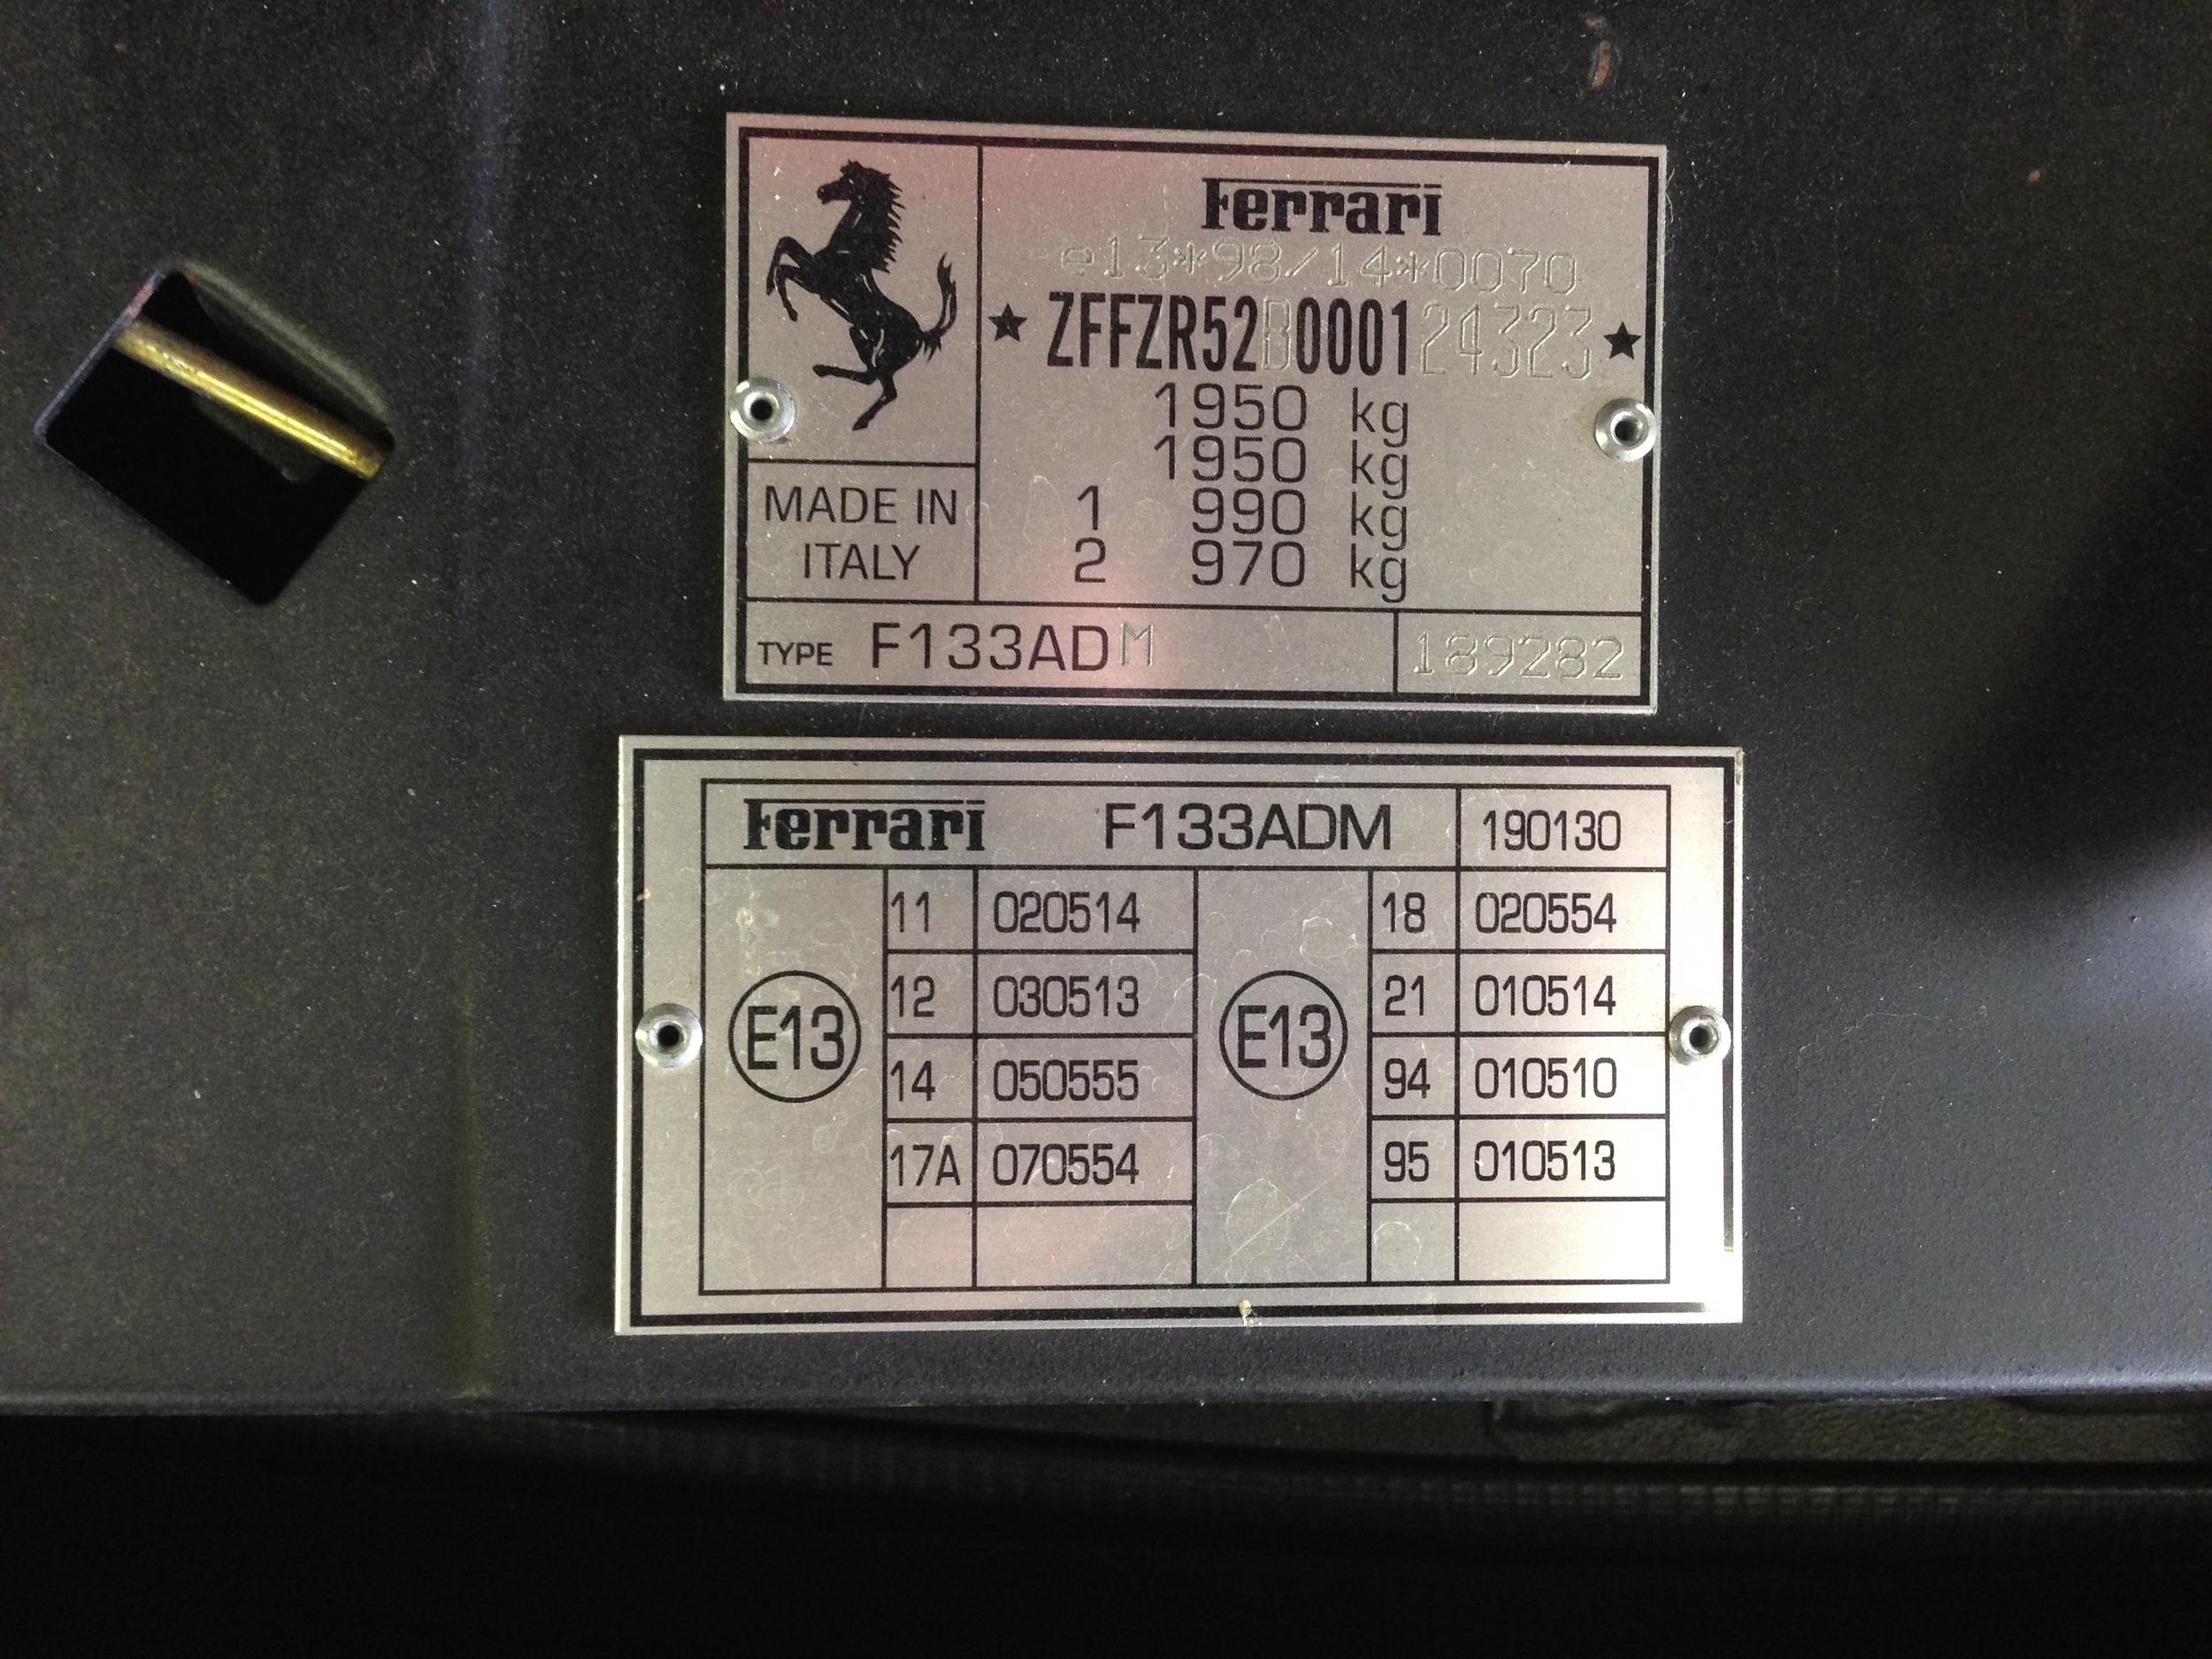 Ferrari
e13*98/14*0070
★ ZFFZR52B000124323 ★
1950 kg
1950 kg
1 990 kg
2 970 kg
MADE IN
ITALY
TYPE F133ADM 189282
Ferrari F133ADM 190130
E13
11 020514
12 030513
14 050555
17A 070554
E13
18 020554
21 010514
94 010510
95 010513